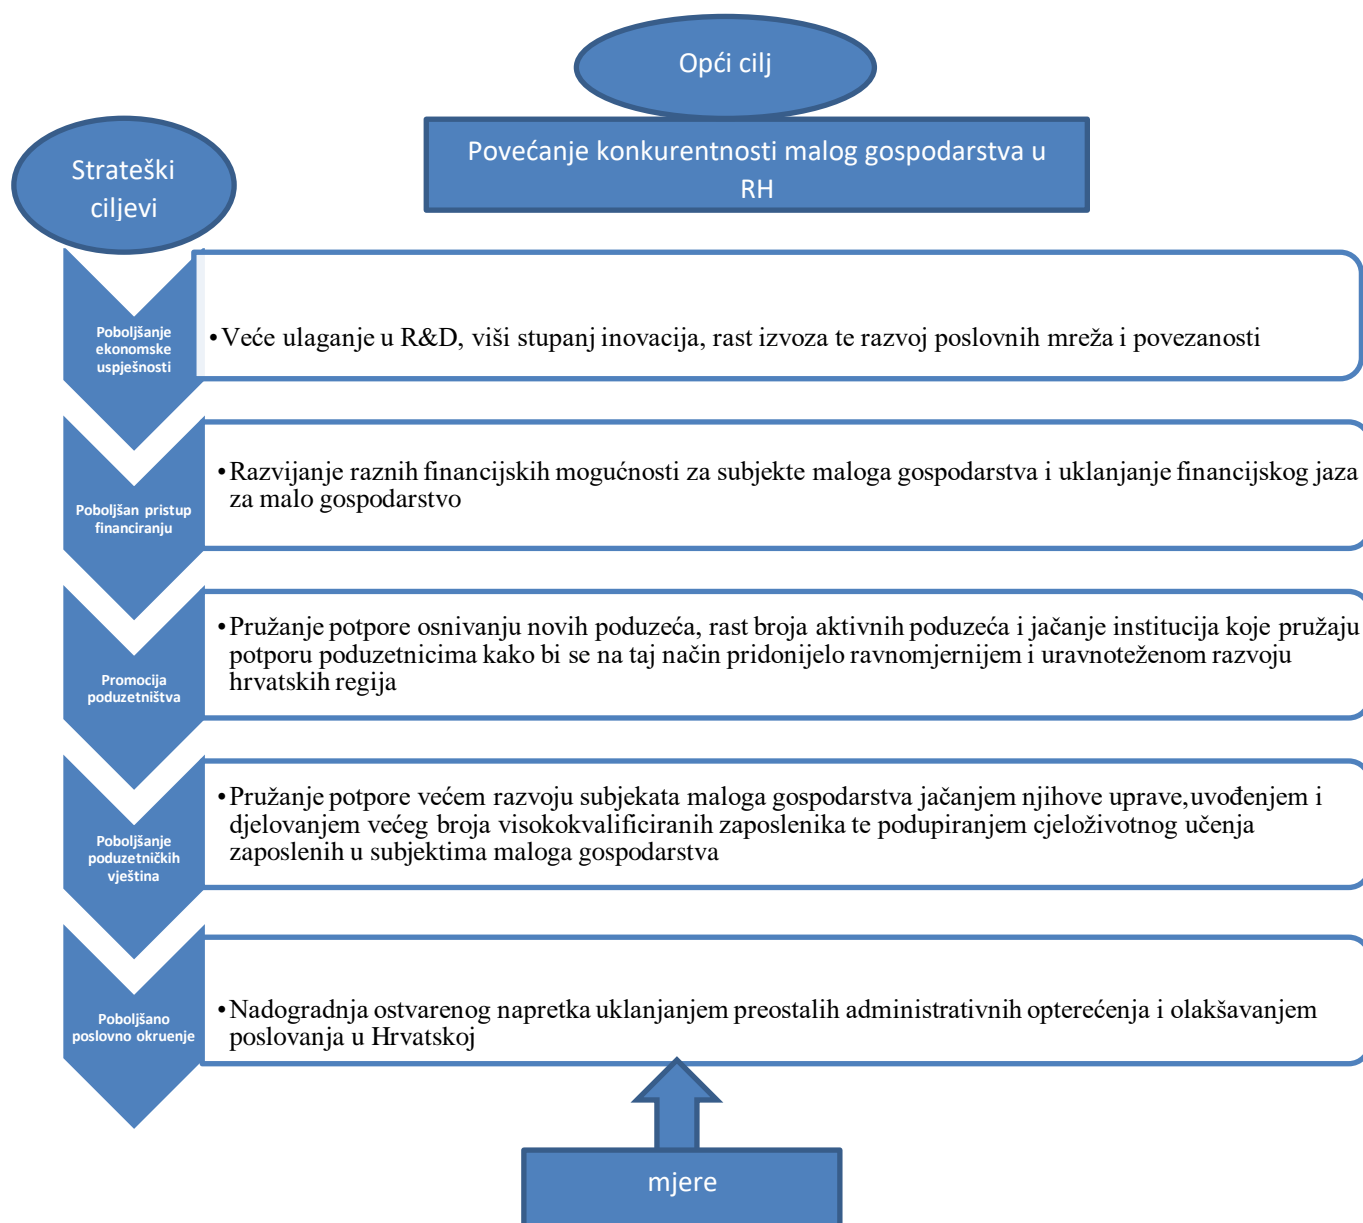 Opći cilj
Povećanje konkurentnosti malog gospodarstva u
RH
Strateški
ciljevi
Poboljšanje
ekonomske
uspješnosti
•Veće ulaganje u R&D, viši stupanj inovacija, rast izvoza te razvoj poslovnih mreža i povezanosti
Poboljšan pristup
financiranju
•Razvijanje raznih financijskih mogućnosti za subjekte maloga gospodarstva i uklanjanje financijskog jaza
za malo gospodarstvo
Promocija
poduzetništva
•Pružanje potpore osnivanju novih poduzeća, rast broja aktivnih poduzeća i jačanje institucija koje pružaju
potporu poduzetnicima kako bi se na taj način pridonijelo ravnomjernijem i uravnoteženom razvoju
hrvatskih regija
Poboljšanje
poduzetničkih
vještina
•Pružanje potpore većem razvoju subjekata maloga gospodarstva jačanjem njihove uprave,uvođenjem i
djelovanjem većeg broja visokokvalificiranih zaposlenika te podupiranjem cjeloživotnog učenja
zaposlenih u subjektima maloga gospodarstva
Poboljšano
poslovno okruenje
•Nadogradnja ostvarenog napretka uklanjanjem preostalih administrativnih opterećenja i olakšavanjem
poslovanja u Hrvatskoj
mjere